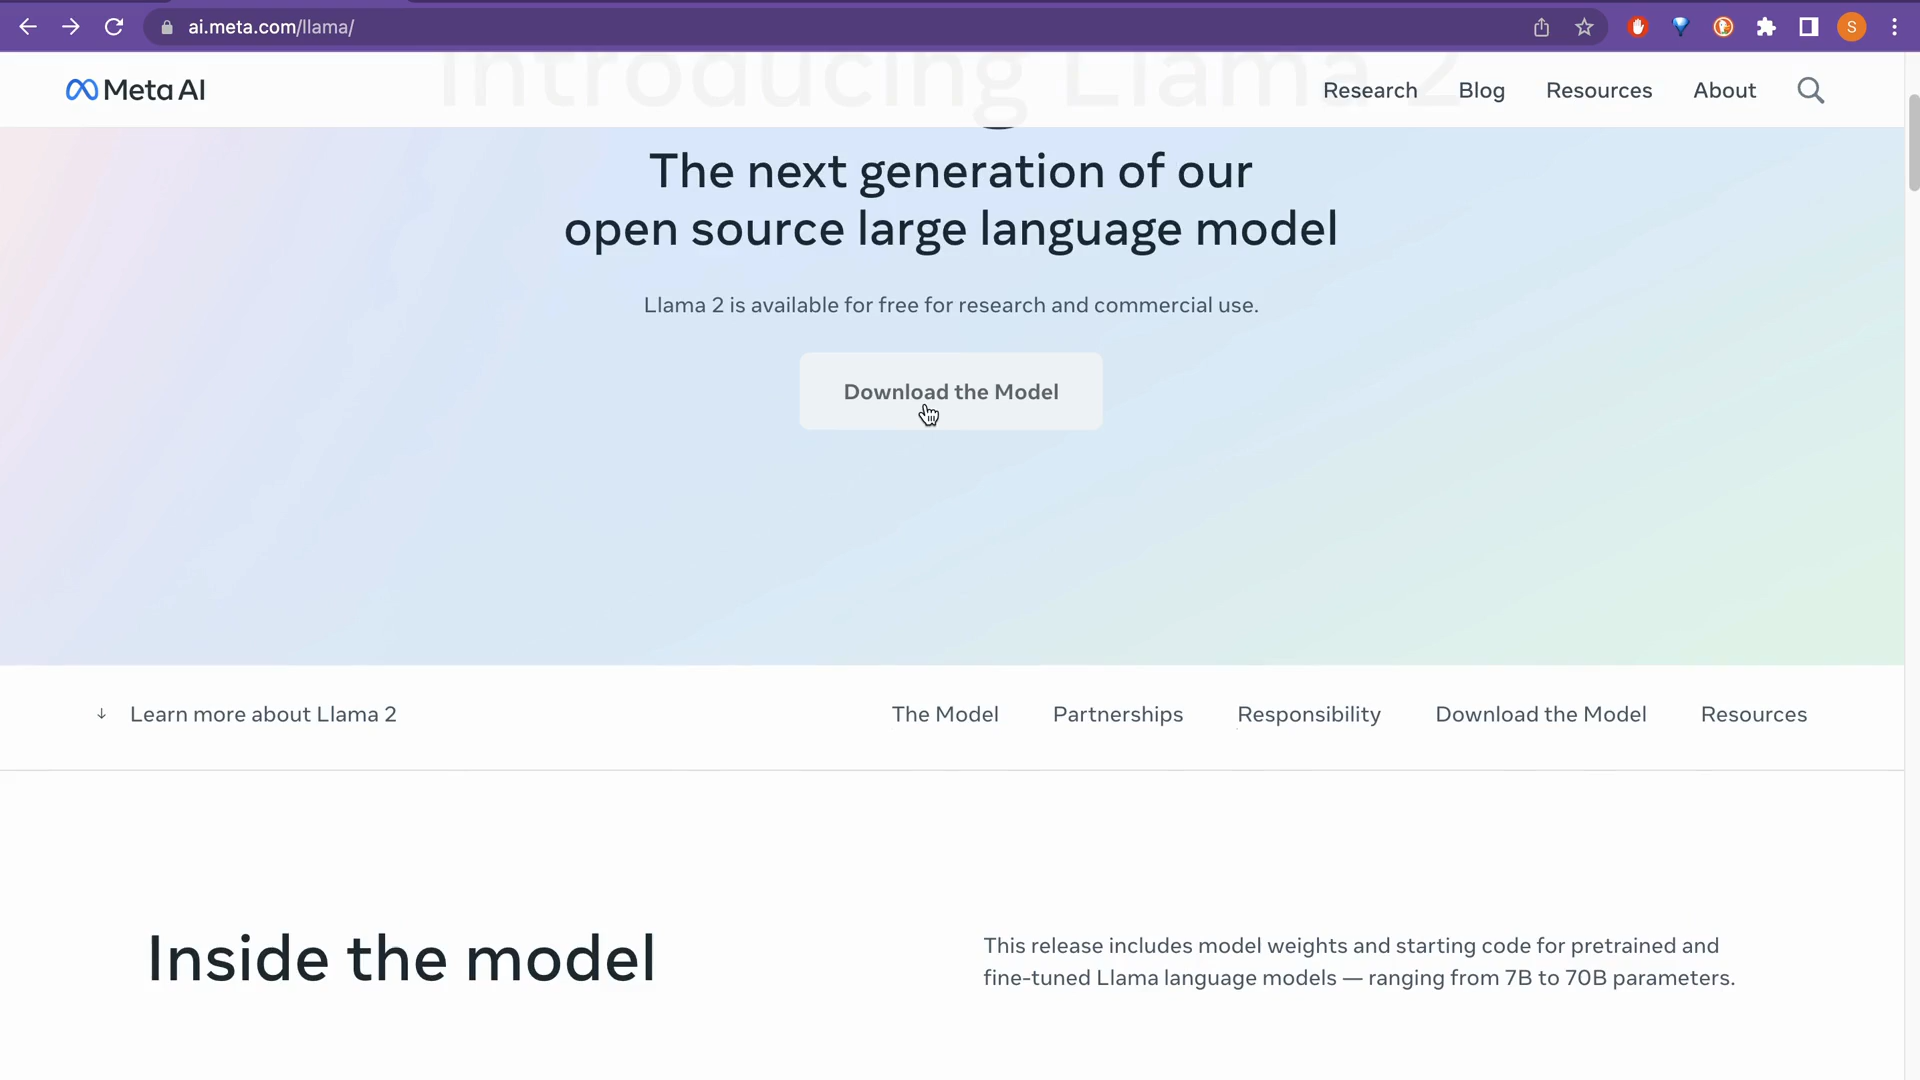 ai.meta.com/llama/
S
Introducing Llama 2
Meta AI
Research
Blog
Resources
About
The next generation of our
open source large language model
Llama 2 is available for free for research and commercial use.
Download the Model
↓ Learn more about Llama 2
The Model
Partnerships
Responsibility
Download the Model
Resources
Inside the model
This release includes model weights and starting code for pretrained and
fine-tuned Llama language models — ranging from 7B to 70B parameters.